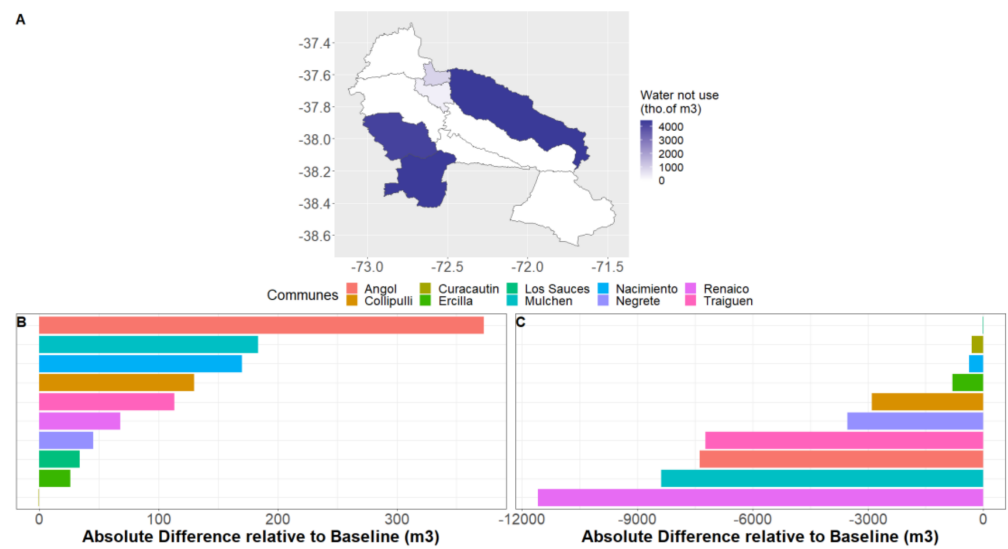 A
-37.4
-37.6
-37.8
-38.0
-38.2
-38.4
-38.6
-73.0 -72.5 -72.0 -71.5
Water not use
(tho.of m3)
4000
3000
2000
1000
0
Communes
Angol Curacautin Los Sauces Nacimiento Renaico
Collipulli Ercilla Mulchen Negrete Traiguen
B
0 100 200 300
Absolute Difference relative to Baseline (m3)
C
-12000 -9000 -6000 -3000 0
Absolute Difference relative to Baseline (m3)